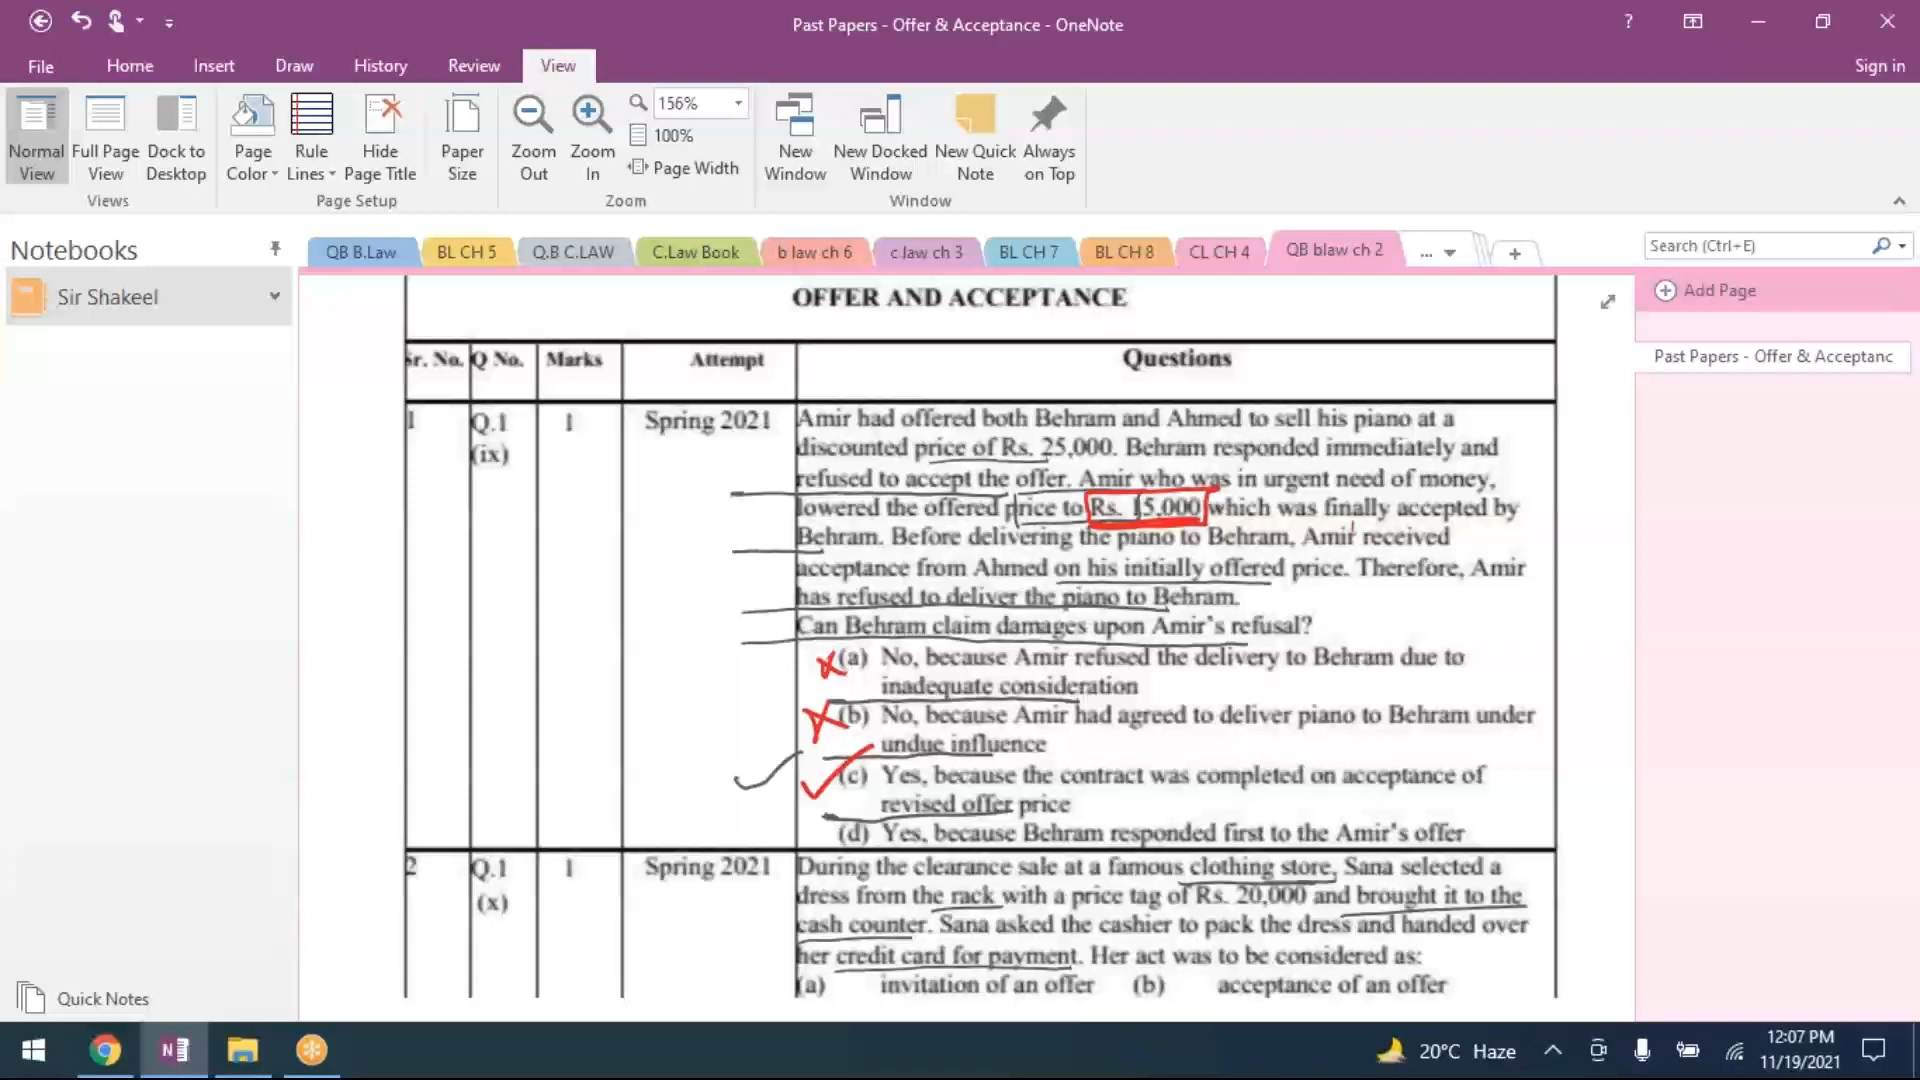 Past Papers - Offer & Acceptance - OneNote
?
File Home Insert Draw History Review View Sign in
Normal View
Full Page View
Dock to Desktop
Views
Page Color
Rule Lines
Hide Page Title
Paper Size
Page Setup
Zoom Out
Zoom In
156%
100%
Page Width
Zoom
New Window
New Docked Window
New Quick Note
Always on Top
Window
Notebooks
Sir Shakeel
QB B.Law BL CH 5 Q.B C.LAW C.Law Book b law ch 6 c law ch 3 BL CH 7 BL CH 8 CL CH 4 QB blaw ch 2 ...
Search (Ctrl+E)
Add Page
Past Papers - Offer & Acceptanc
OFFER AND ACCEPTANCE
Sr. No. Q No. Marks Attempt Questions
1 Q.1 (ix) 1 Spring 2021
Amir had offered both Behram and Ahmed to sell his piano at a
discounted price of Rs. 25,000. Behram responded immediately and
refused to accept the offer. Amir who was in urgent need of money,
lowered the offered price to Rs. 15,000 which was finally accepted by
Behram. Before delivering the piano to Behram, Amir received
acceptance from Ahmed on his initially offered price. Therefore, Amir
has refused to deliver the piano to Behram.
Can Behram claim damages upon Amir's refusal?
(a) No, because Amir refused the delivery to Behram due to
inadequate consideration
(b) No, because Amir had agreed to deliver piano to Behram under
undue influence
(c) Yes, because the contract was completed on acceptance of
revised offer price
(d) Yes, because Behram responded first to the Amir's offer
2 Q.1 (x) 1 Spring 2021
During the clearance sale at a famous clothing store, Sana selected a
dress from the rack with a price tag of Rs. 20,000 and brought it to the
cash counter. Sana asked the cashier to pack the dress and handed over
her credit card for payment. Her act was to be considered as:
(a) invitation of an offer (b) acceptance of an offer
Quick Notes
N
20°C Haze
12:07 PM
11/19/2021